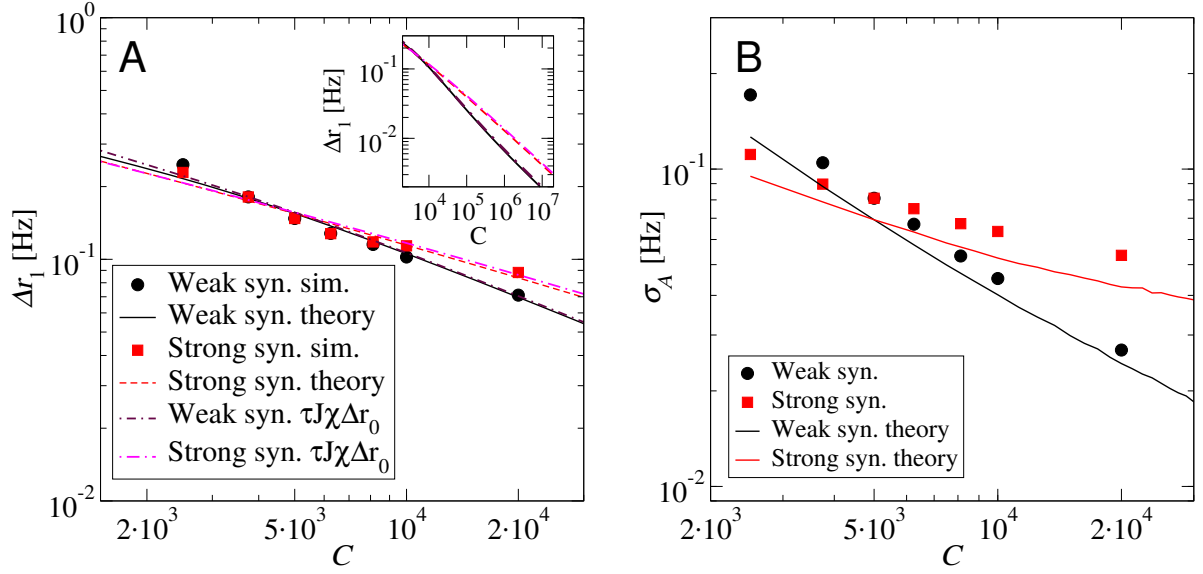 A
10^0
10^-1
10^-2
Δr_1 [Hz]
2·10^3
5·10^3
10^4
2·10^4
C
10^-1
10^-2
Δr_1 [Hz]
10^4
10^5
10^6
10^7
C
Weak syn. sim.
Weak syn. theory
Strong syn. sim.
Strong syn. theory
Weak syn. τJχΔr_0
Strong syn. τJχΔr_0
B
10^-1
10^-2
σ_A [Hz]
2·10^3
5·10^3
10^4
2·10^4
C
Weak syn.
Strong syn.
Weak syn. theory
Strong syn. theory